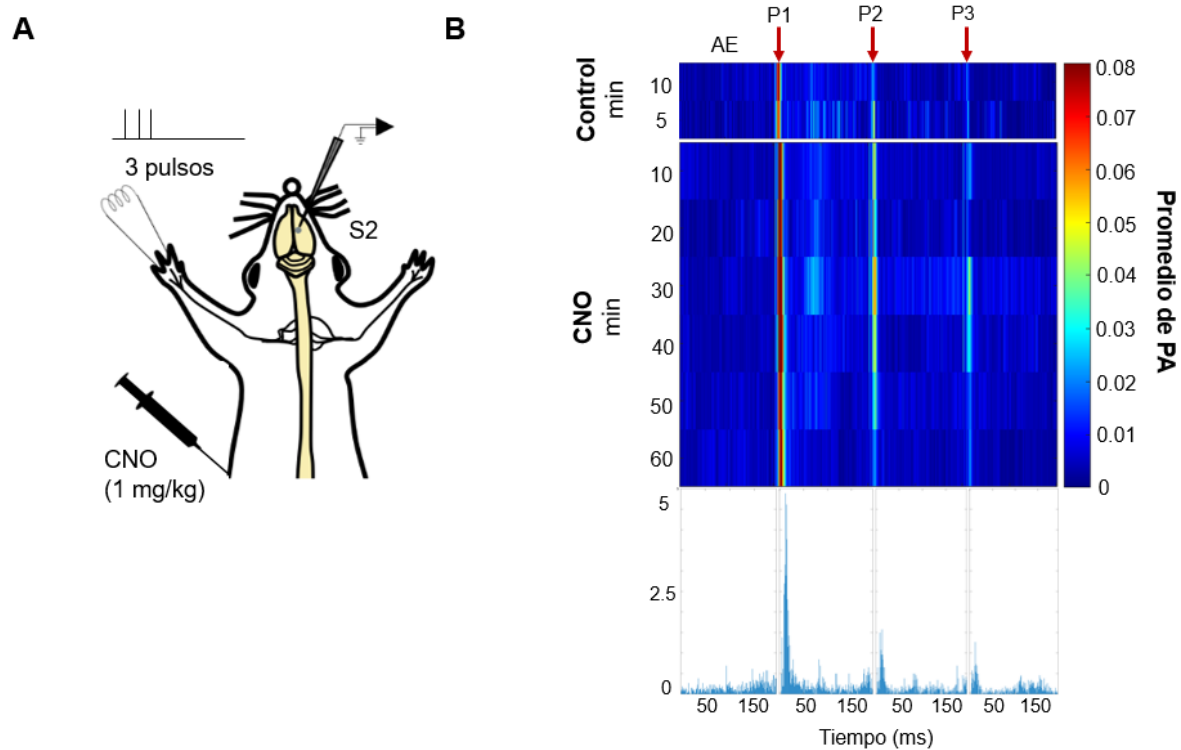 A
3 pulsos
S2
CNO
(1 mg/kg)
B
P1
P2
P3
AE
Control
min
10
5
CNO
min
10
20
30
40
50
60
0.08
0.07
0.06
0.05
0.04
0.03
0.02
0.01
0
Promedio de PA
5
2.5
0
50 150 50 150 50 150 50 150
Tiempo (ms)